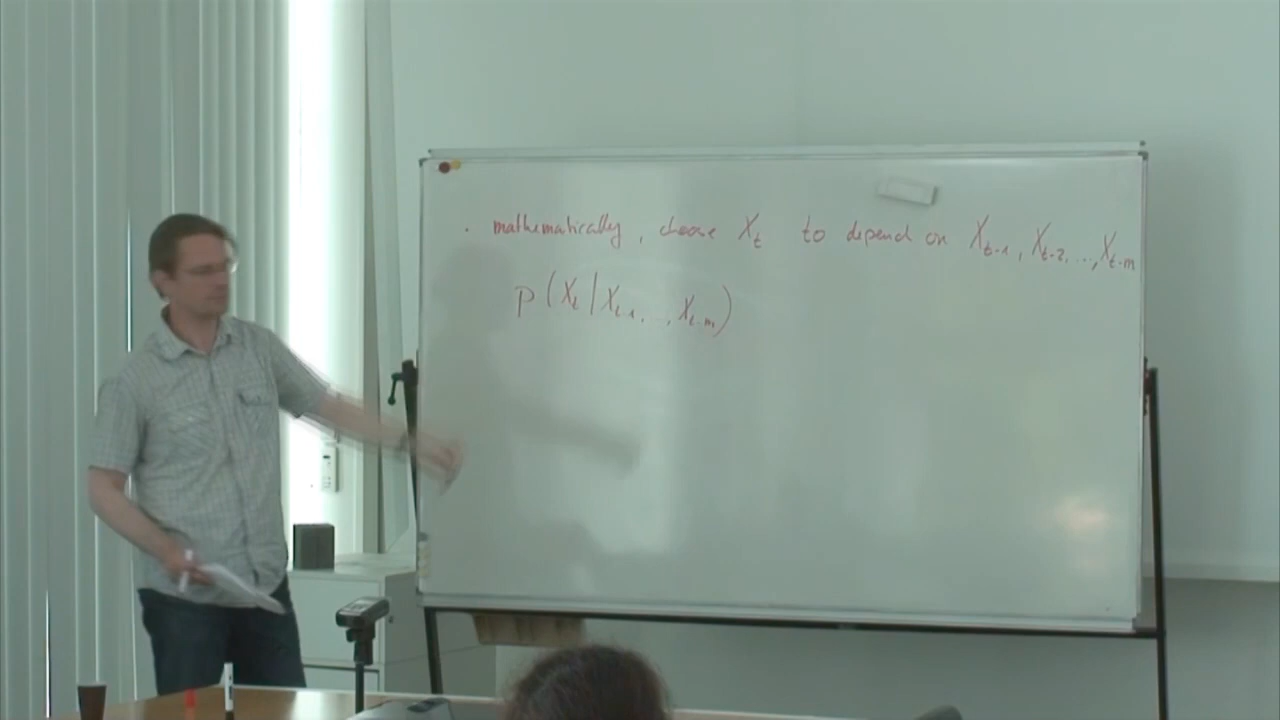 · mathematically, choose X_t to depend on X_{t-1}, X_{t-2}, ..., X_{t-m}
p(X_t | X_{t-1}, .., X_{t-m})